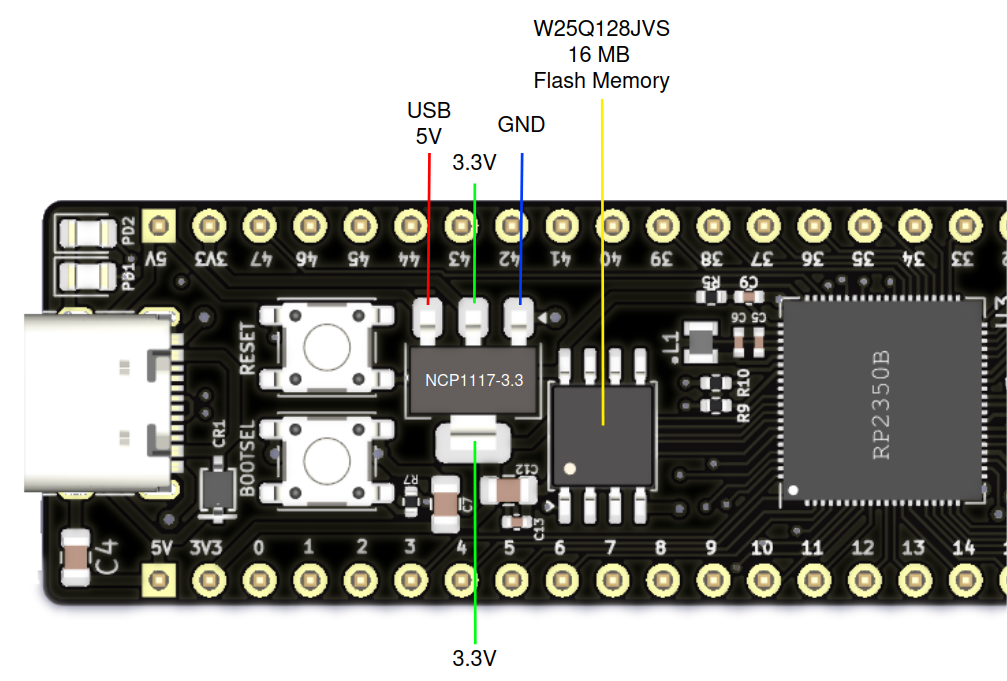 W25Q128JVS
16 MB
Flash Memory
USB
5V
GND
3.3V
PD2
5V 3V3 47 46 45 44 43 42 41 40 39 38 37 36 35 34 33
PB1
R5 C9
C6 C5
L1
RESET
NCP1117-3.3
R10
R9
RP2350B
CR1
BOOTSEL
R7
C7
C12
C13
C4
5V 3V3 0 1 2 3 4 5 6 7 8 9 10 11 12 13 14
3.3V